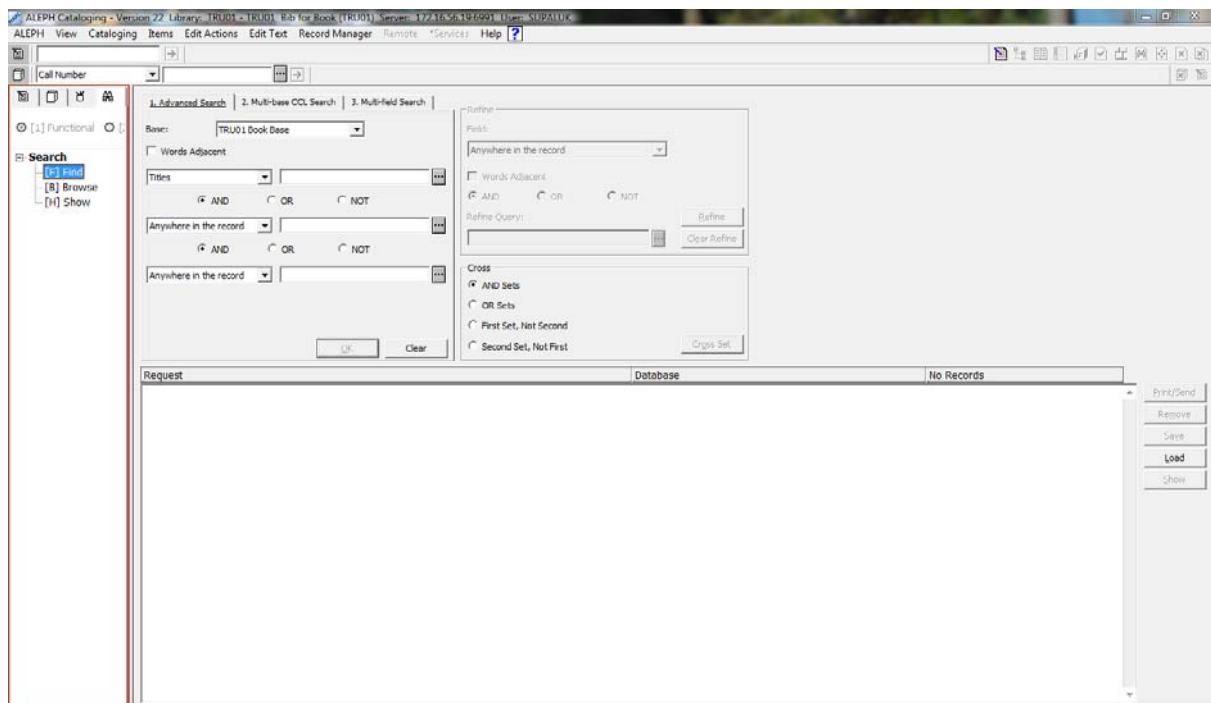 ALEPH Cataloging - Version 22 Library: TRU01 - TRU01 Bib for Book (TRU01) Server: 172.16.56.19:6991 User: SUPALUK
ALEPH View Cataloging Items Edit Actions Edit Text Record Manager Remote *Services Help ?
Call Number
[1] Functional
Search
[F] Find
[B] Browse
[H] Show
1. Advanced Search 2. Multi-base CCL Search 3. Multi-field Search
Base: TRU01 Book Base
Words Adjacent
Titles
AND OR NOT
Anywhere in the record
AND OR NOT
Anywhere in the record
OK Clear
Refine
Field:
Anywhere in the record
Words Adjacent
AND OR NOT
Refine Query: Refine
Clear Refine
Cross
AND Sets
OR Sets
First Set, Not Second
Second Set, Not First Cross Set
Request Database No Records
Print/Send
Remove
Save
Load
Show